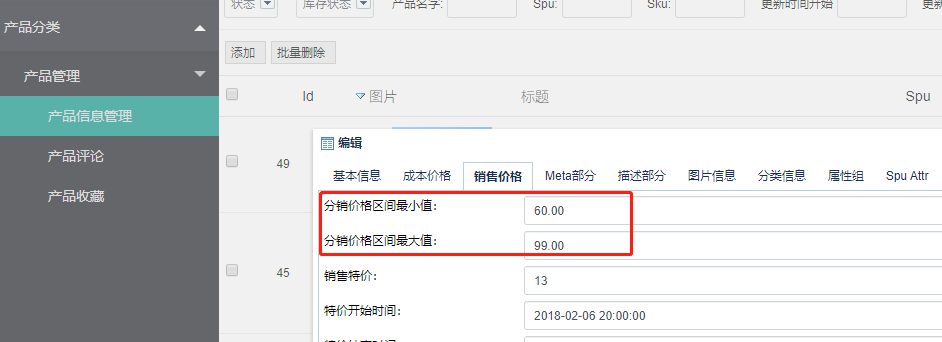 状态 库存状态 产品名字: Spu: Sku: 更新时间开始
产品分类
添加 批量删除
产品管理
Id 图片 标题 Spu
产品信息管理
编辑
产品评论
49
基本信息 成本价格 销售价格 Meta部分 描述部分 图片信息 分类信息 属性组 Spu Attr
产品收藏
分销价格区间最小值: 60.00
分销价格区间最大值: 99.00
45
销售特价: 13
特价开始时间: 2018-02-06 20:00:00